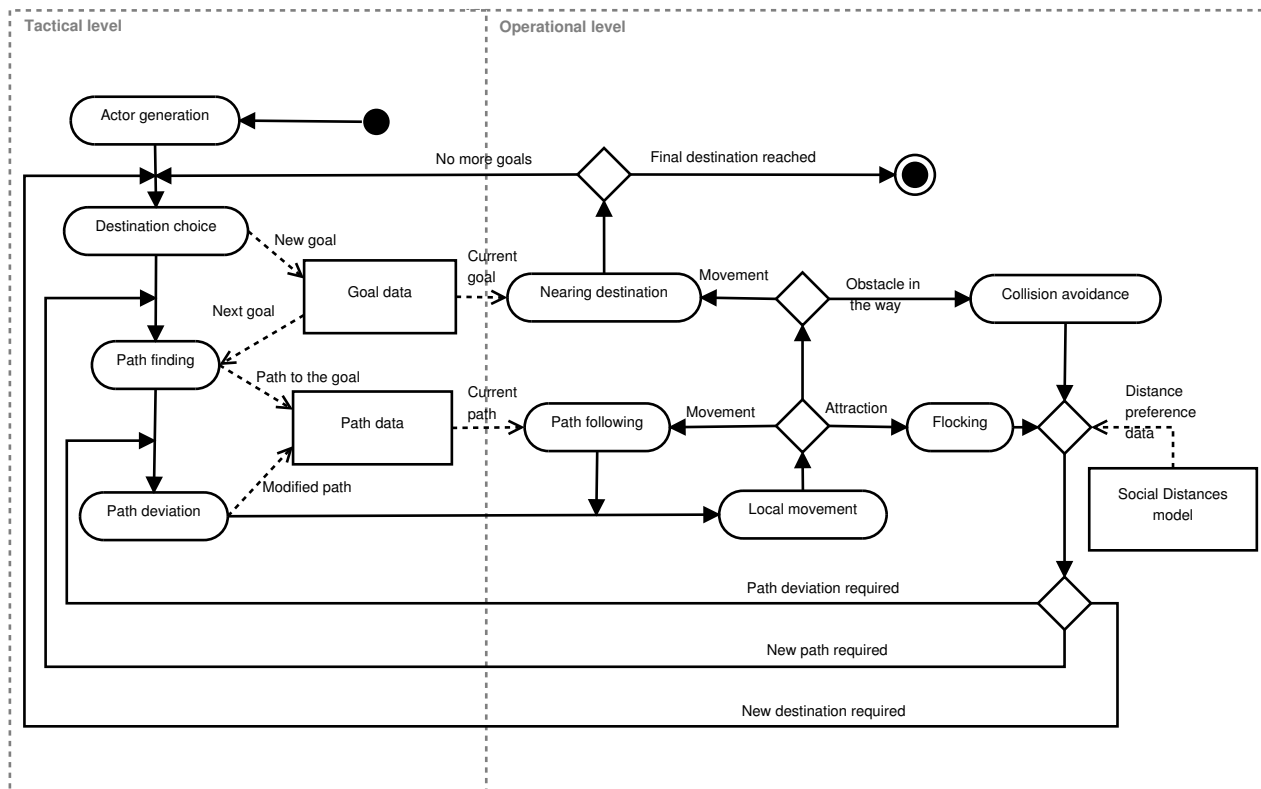 Tactical level
Operational level
Actor generation
No more goals
Final destination reached
Destination choice
New goal
Current
goal
Goal data
Nearing destination
Movement
Obstacle in
the way
Collision avoidance
Next goal
Path finding
Path to the goal
Current
path
Path data
Path following
Movement
Attraction
Flocking
Distance
preference
data
Modified path
Path deviation
Local movement
Social Distances
model
Path deviation required
New path required
New destination required